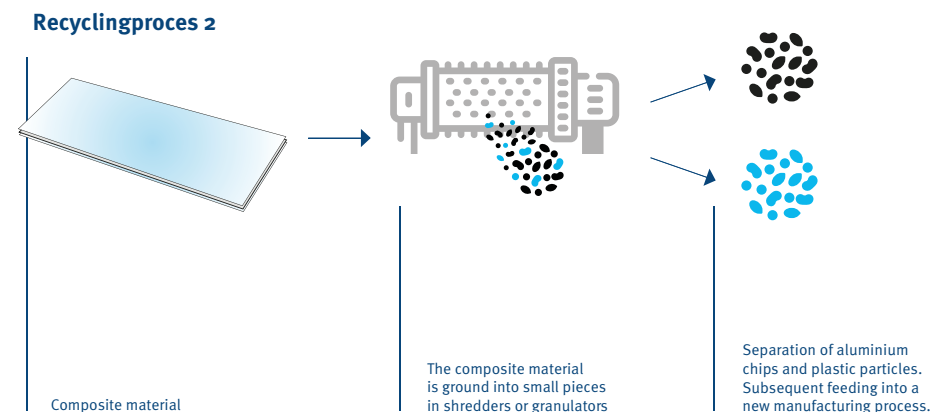 Recyclingproces 2
Composite material
The composite material
is ground into small pieces
in shredders or granulators
Separation of aluminium
chips and plastic particles.
Subsequent feeding into a
new manufacturing process.